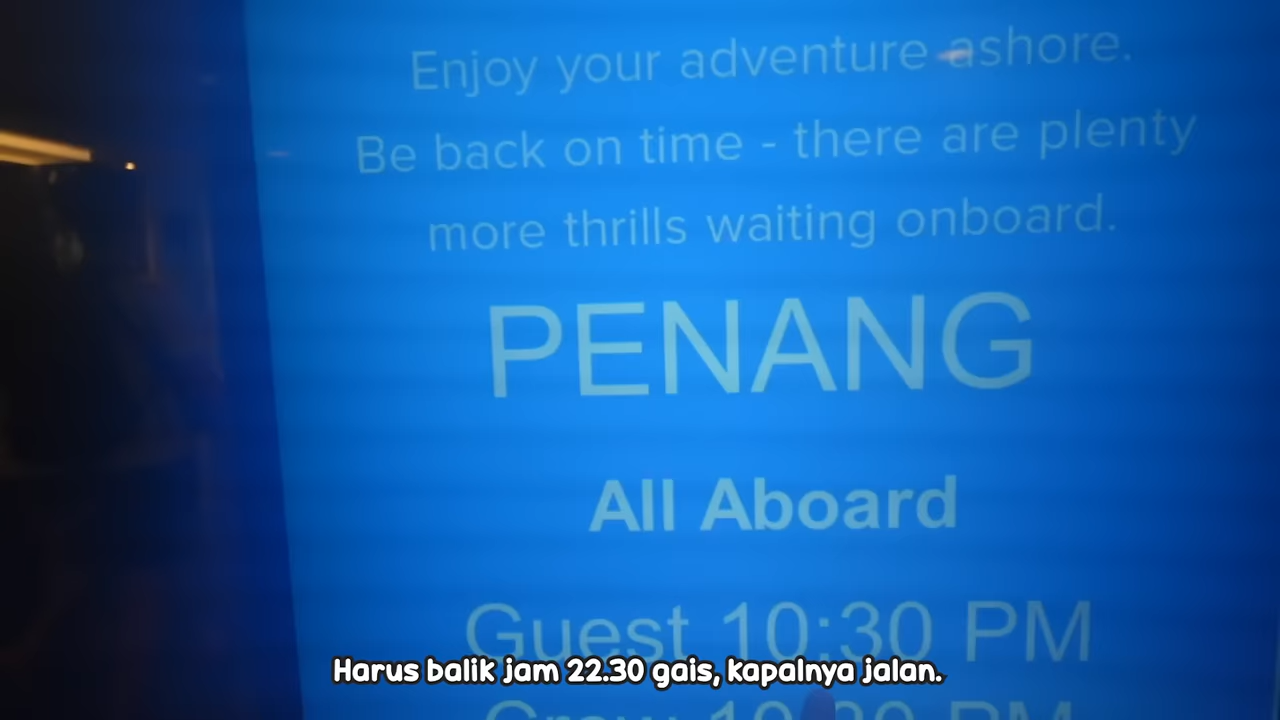 Enjoy your adventure ashore.
Be back on time - there are plenty
more thrills waiting onboard.
PENANG
All Aboard
Guest 10:30 PM
Harus balik jam 22.30 gais, kapalnya jalan.